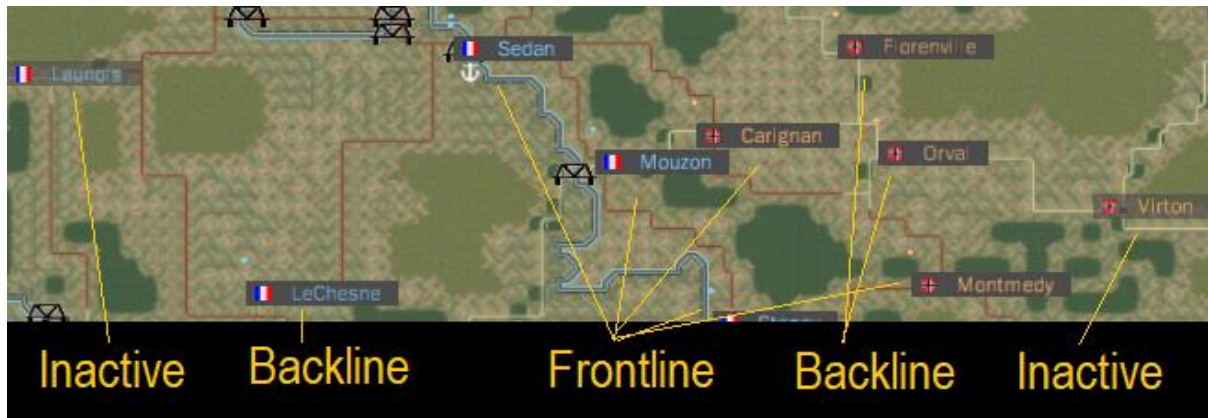 Sedan
Florenville
Launois
Carignan
Mouzon
Orval
Virton
LeChesne
Montmedy
Inactive
Backline
Frontline
Backline
Inactive